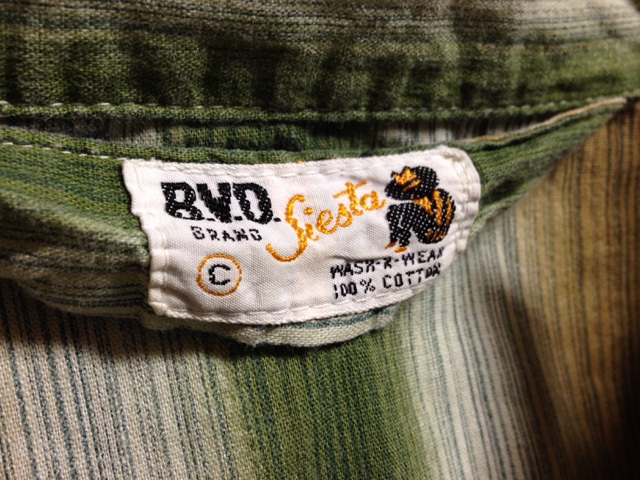 B.V.D. Siesta
BRAND
C
WASH-N-WEAR
100% COTTON